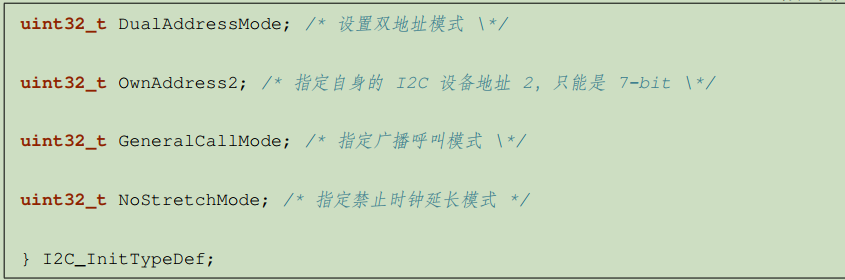 uint32_t DualAddressMode; /* 设置双地址模式 \*/
uint32_t OwnAddress2; /* 指定自身的 I2C 设备地址 2，只能是 7-bit \*/
uint32_t GeneralCallMode; /* 指定广播呼叫模式 \*/
uint32_t NoStretchMode; /* 指定禁止时钟延长模式 */
} I2C_InitTypeDef;